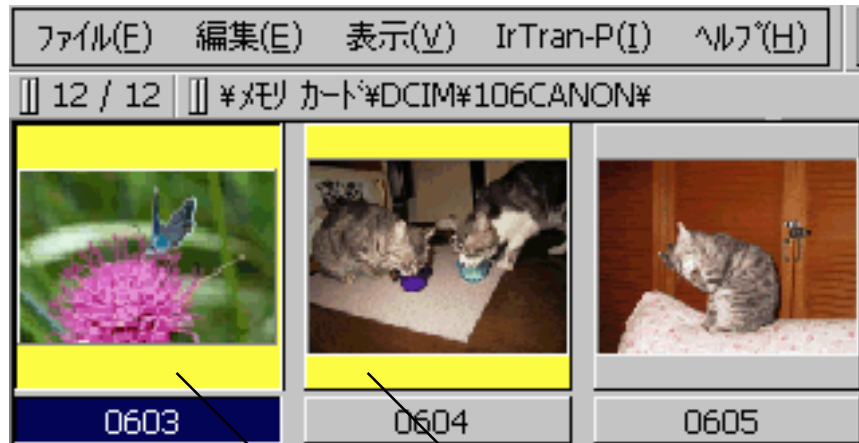 ファイル(F) 編集(E) 表示(V) IrTran-P(I) ヘルプ(H)
12 / 12 ¥メモリ カード¥DCIM¥106CANON¥
0603 0604 0605